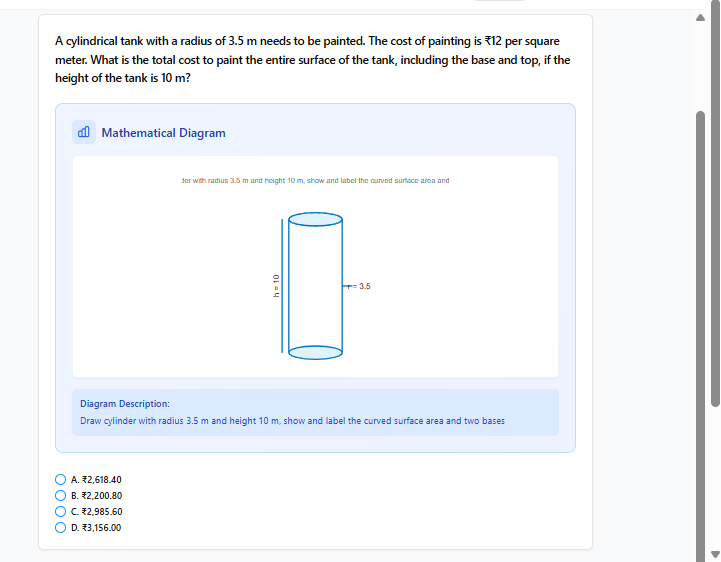 A cylindrical tank with a radius of 3.5 m needs to be painted. The cost of painting is ₹12 per square
meter. What is the total cost to paint the entire surface of the tank, including the base and top, if the
height of the tank is 10 m?
Mathematical Diagram
ter with radius 3.5 m and height 10 m, show and label the curved surface area and
h = 10
r = 3.5
Diagram Description:
Draw cylinder with radius 3.5 m and height 10 m, show and label the curved surface area and two bases
A. ₹2,618.40
B. ₹2,200.80
C. ₹2,985.60
D. ₹3,156.00